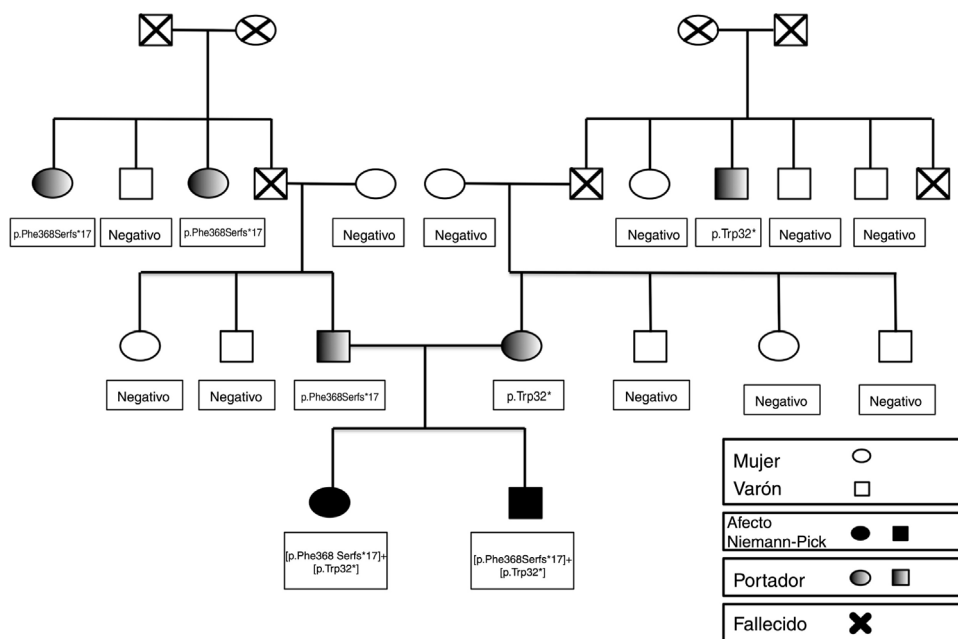 p.Phe368Serfs*17
Negativo
p.Phe368Serfs*17
Negativo
Negativo
Negativo
p.Trp32*
Negativo
Negativo
Negativo
Negativo
p.Phe368Serfs*17
p.Trp32*
Negativo
Negativo
Negativo
[p.Phe368 Serfs*17]+
[p.Trp32*]
[p.Phe368Serfs*17]+
[p.Trp32*]
Mujer
Varón
Afecto
Niemann-Pick
Portador
Fallecido